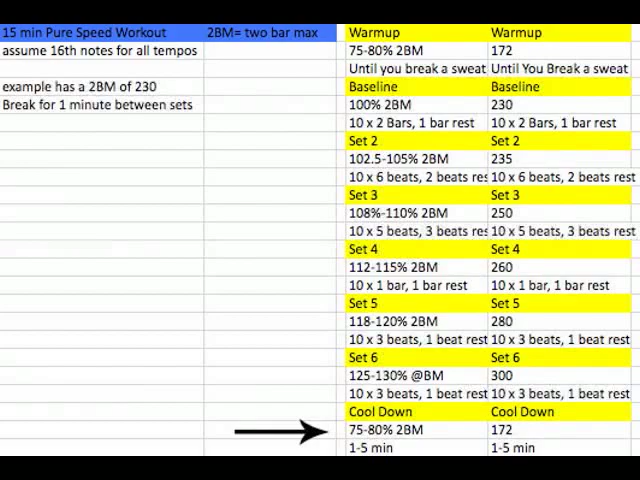 15 min Pure Speed Workout 2BM= two bar max Warmup Warmup
assume 16th notes for all tempos 75-80% 2BM 172
Until you break a sweat Until You Break a sweat
example has a 2BM of 230 Baseline Baseline
Break for 1 minute between sets 100% 2BM 230
10 x 2 Bars, 1 bar rest 10 x 2 Bars, 1 bar rest
Set 2 Set 2
102.5-105% 2BM 235
10 x 6 beats, 2 beats res 10 x 6 beats, 2 beats rest
Set 3 Set 3
108%-110% 2BM 250
10 x 5 beats, 3 beats res 10 x 5 beats, 3 beats rest
Set 4 Set 4
112-115% 2BM 260
10 x 1 bar, 1 bar rest 10 x 1 bar, 1 bar rest
Set 5 Set 5
118-120% 2BM 280
10 x 3 beats, 1 beat rest 10 x 3 beats, 1 beat rest
Set 6 Set 6
125-130% @BM 300
10 x 3 beats, 1 beat rest 10 x 3 beats, 1 beat rest
Cool Down Cool Down
75-80% 2BM 172
1-5 min 1-5 min